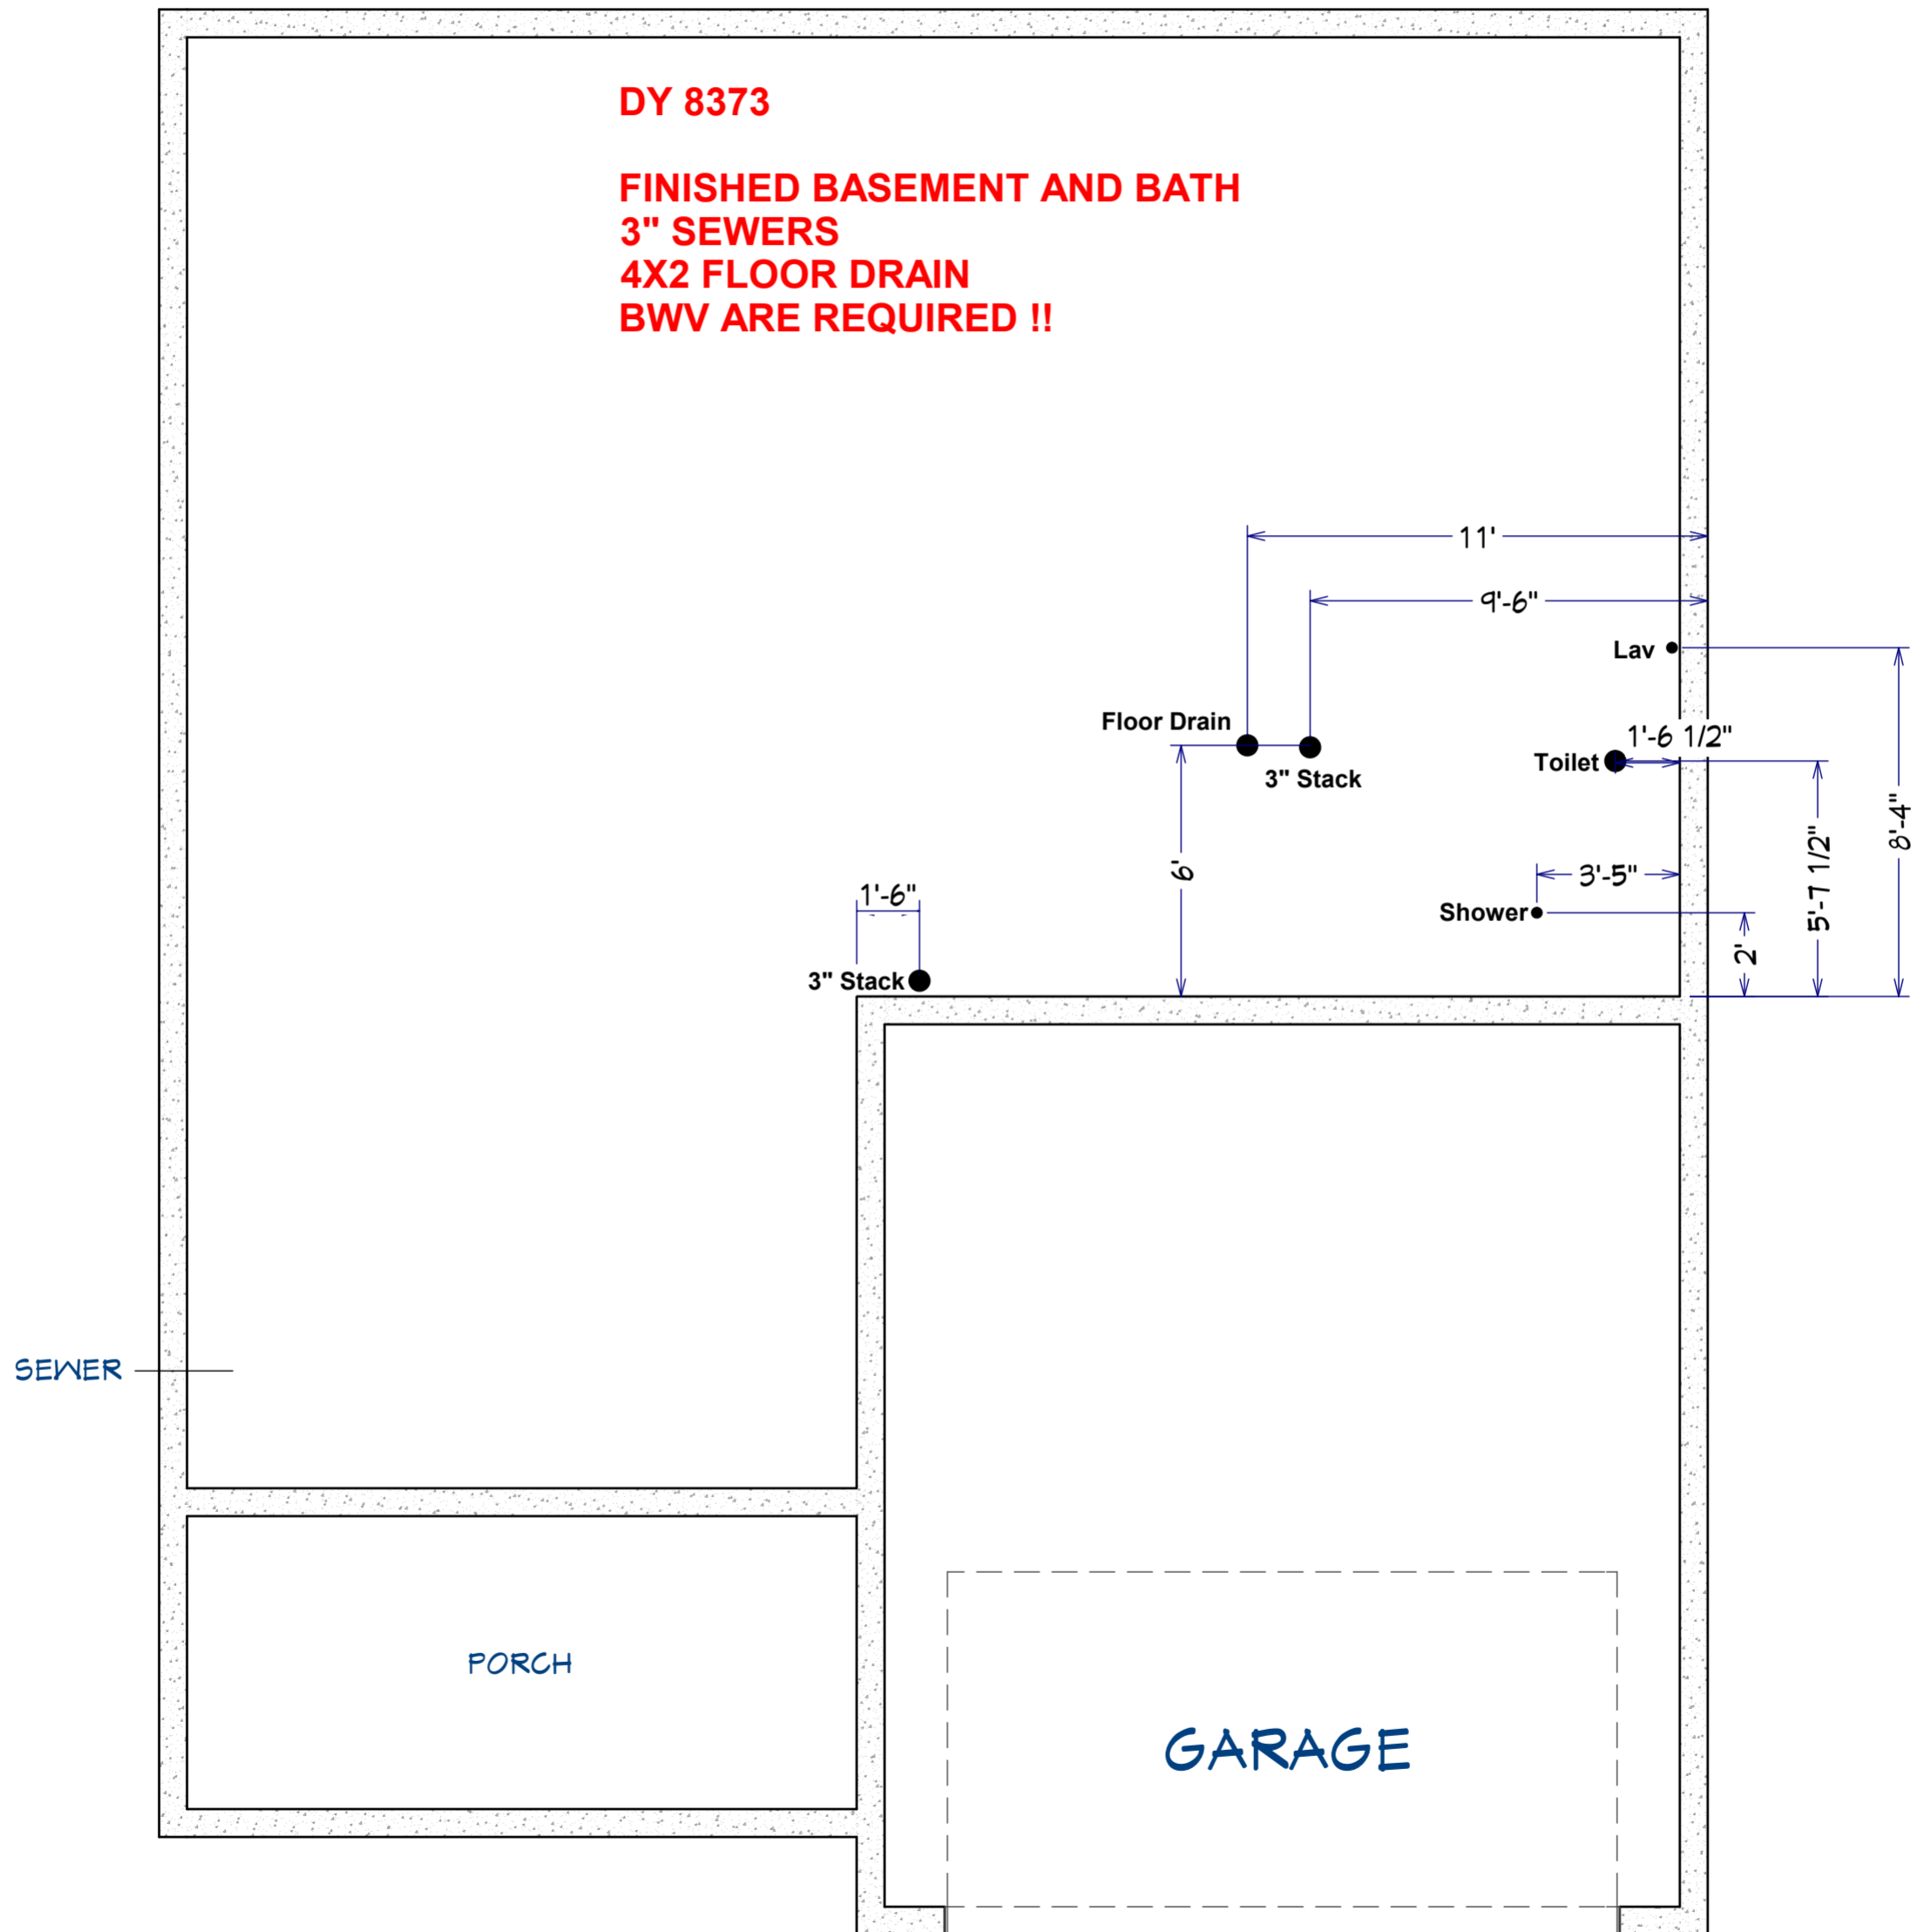 DY 8373
FINISHED BASEMENT AND BATH
3" SEWERS
4X2 FLOOR DRAIN
BWV ARE REQUIRED !!
11'
9'-6"
Lav
Floor Drain
1'-6 1/2"
3" Stack
Toilet
8'-4"
5'-7 1/2"
6'
3'-5"
1'-6"
Shower
2'
3" Stack
SEWER
PORCH
GARAGE